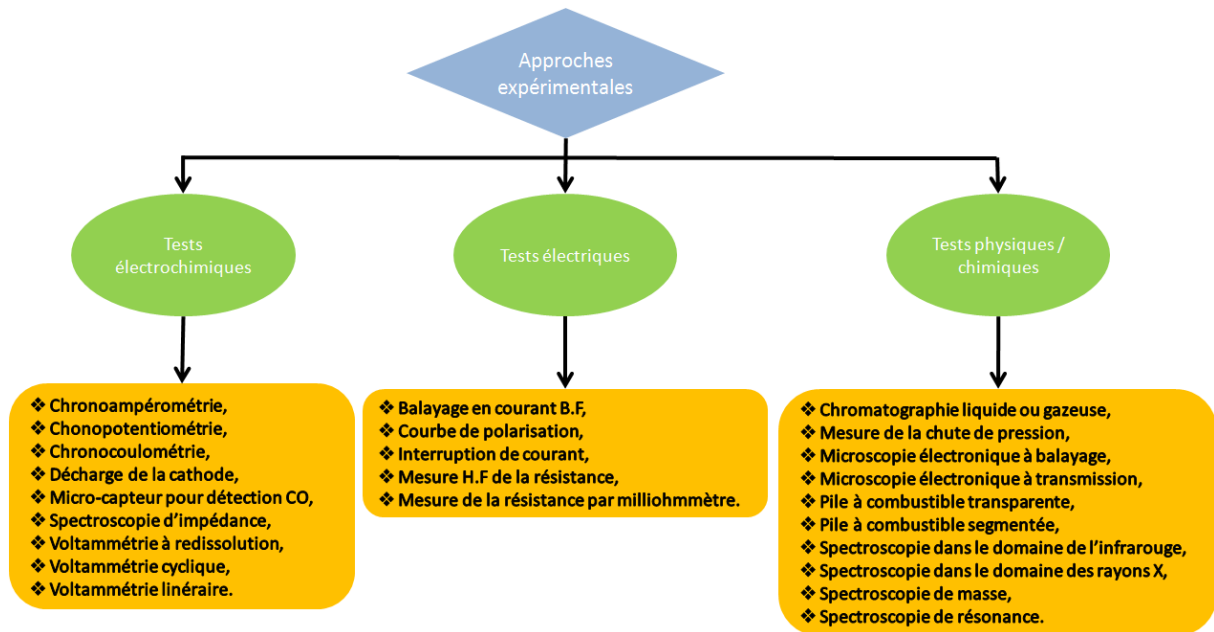 Approches
expérimentales
Tests
électrochimiques
Tests électriques
Tests physiques /
chimiques
❖ Chronoampérométrie,
❖ Chonopotentiométrie,
❖ Chronocoulométrie,
❖ Décharge de la cathode,
❖ Micro-capteur pour détection CO,
❖ Spectroscopie d’impédance,
❖ Voltammétrie à redissolution,
❖ Voltammétrie cyclique,
❖ Voltammétrie linéraire.
❖ Balayage en courant B.F,
❖ Courbe de polarisation,
❖ Interruption de courant,
❖ Mesure H.F de la résistance,
❖ Mesure de la résistance par milliohmmètre.
❖ Chromatographie liquide ou gazeuse,
❖ Mesure de la chute de pression,
❖ Microscopie électronique à balayage,
❖ Microscopie électronique à transmission,
❖ Pile à combustible transparente,
❖ Pile à combustible segmentée,
❖ Spectroscopie dans le domaine de l’infrarouge,
❖ Spectroscopie dans le domaine des rayons X,
❖ Spectroscopie de masse,
❖ Spectroscopie de résonance.